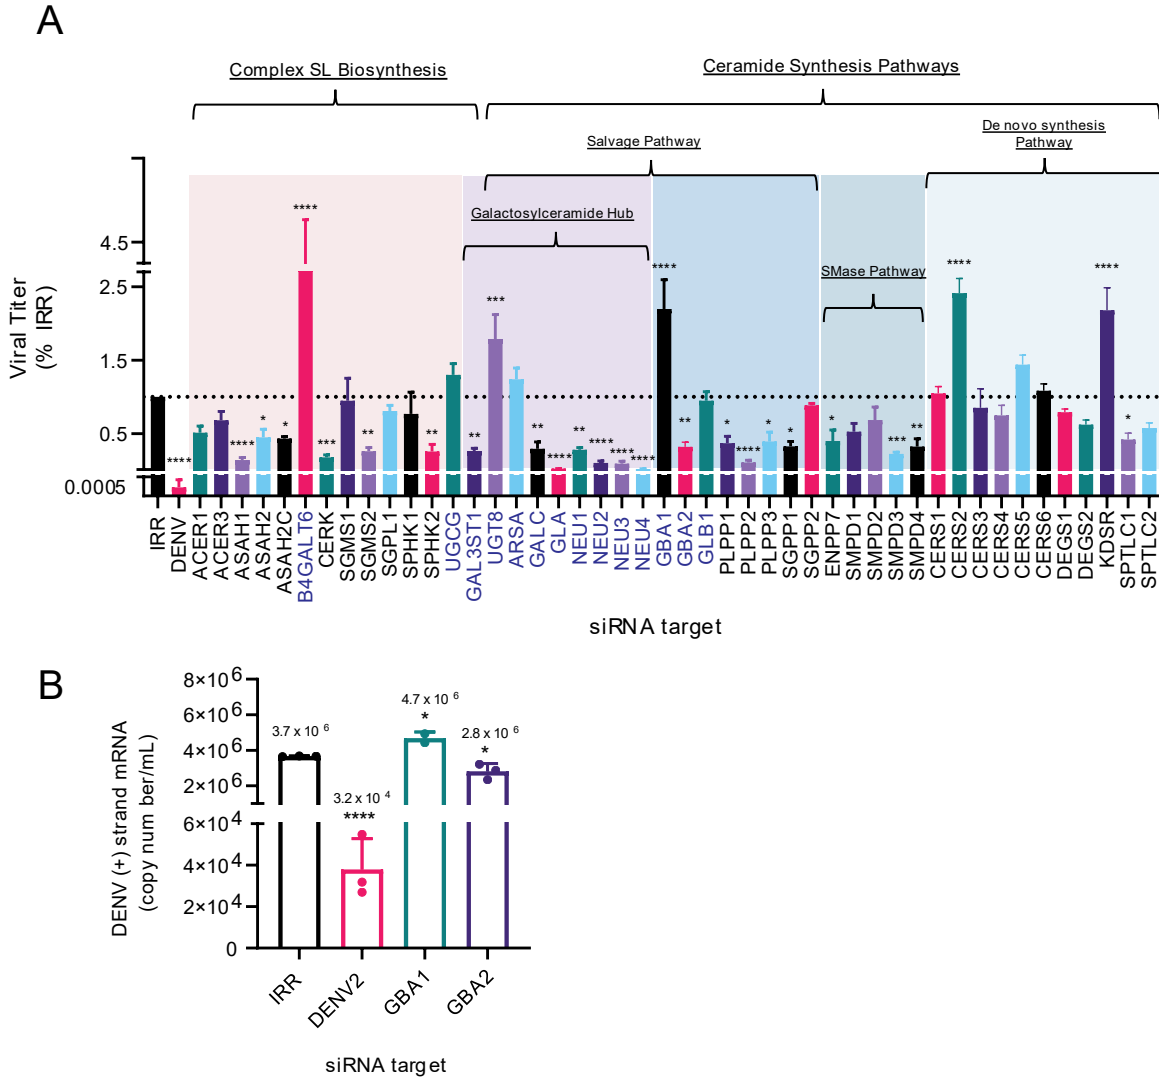 A
Complex SL Biosynthesis
Ceramide Synthesis Pathways
Salvage Pathway
De novo synthesis
Pathway
Galactosylceramide Hub
SMase Pathway
Viral Titer
(% IRR)
4.5
2.5
1.5
0.5
0.0005
****
****
*
*
****
***
**
**
**
***
**
****
**
****
****
****
****
**
*
****
*
*
*
***
**
****
****
*
IRR
DENV
ACER1
ACER3
ASAH1
ASAH2
ASAH2C
B4GALT6
CERK
SGMS1
SGMS2
SGPL1
SPHK1
SPHK2
UGCG
GAL3ST1
UGT8
ARSA
GALC
GLA
NEU1
NEU2
NEU3
NEU4
GBA1
GBA2
GLB1
PLPP1
PLPP2
PLPP3
SGPP1
SGPP2
ENPP7
SMPD1
SMPD2
SMPD3
SMPD4
CERS1
CERS2
CERS3
CERS4
CERS5
CERS6
DEGS1
DEGS2
KDSR
SPTLC1
SPTLC2
siRNA target
B
DENV (+) strand mRNA
(copy num ber/mL)
8×10⁶
6×10⁶
4×10⁶
2×10⁶
6×10⁴
4×10⁴
2×10⁴
0
3.7 x 10 ⁶
3.2 x 10 ⁴
****
4.7 x 10 ⁶
*
2.8 x 10 ⁶
*
IRR
DENV2
GBA1
GBA2
siRNA target